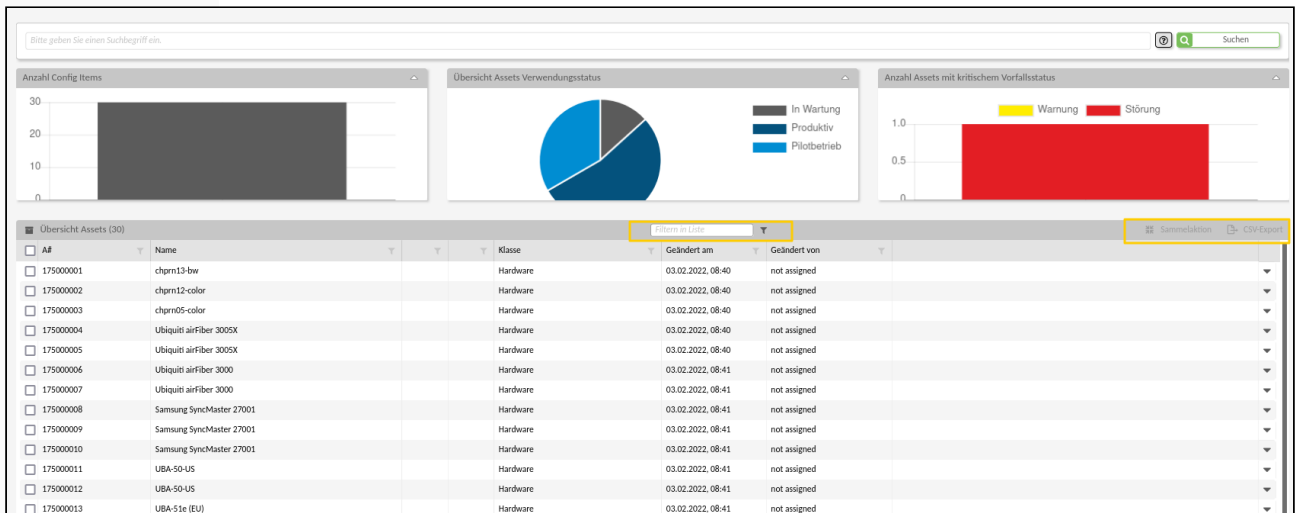 Bitte geben Sie einen Suchbegriff ein.
Suchen
Anzahl Config Items
Übersicht Assets Verwendungsstatus
Anzahl Assets mit kritischem Vorfallsstatus
30
20
10
0
In Wartung
Produktiv
Pilotbetrieb
Warnung Störung
1.0
0.5
0
Übersicht Assets (30) Filtern in Liste Sammelaktion CSV-Export
A# Name Klasse Geändert am Geändert von
175000001 chprn13-bw Hardware 03.02.2022, 08:40 not assigned
175000002 chprn12-color Hardware 03.02.2022, 08:40 not assigned
175000003 chprn05-color Hardware 03.02.2022, 08:40 not assigned
175000004 Ubiquiti airFiber 3005X Hardware 03.02.2022, 08:40 not assigned
175000005 Ubiquiti airFiber 3005X Hardware 03.02.2022, 08:40 not assigned
175000006 Ubiquiti airFiber 3000 Hardware 03.02.2022, 08:41 not assigned
175000007 Ubiquiti airFiber 3000 Hardware 03.02.2022, 08:41 not assigned
175000008 Samsung SyncMaster 27001 Hardware 03.02.2022, 08:41 not assigned
175000009 Samsung SyncMaster 27001 Hardware 03.02.2022, 08:41 not assigned
175000010 Samsung SyncMaster 27001 Hardware 03.02.2022, 08:41 not assigned
175000011 UBA-50-US Hardware 03.02.2022, 08:41 not assigned
175000012 UBA-50-US Hardware 03.02.2022, 08:41 not assigned
175000013 UBA-51e (EU) Hardware 03.02.2022, 08:41 not assigned